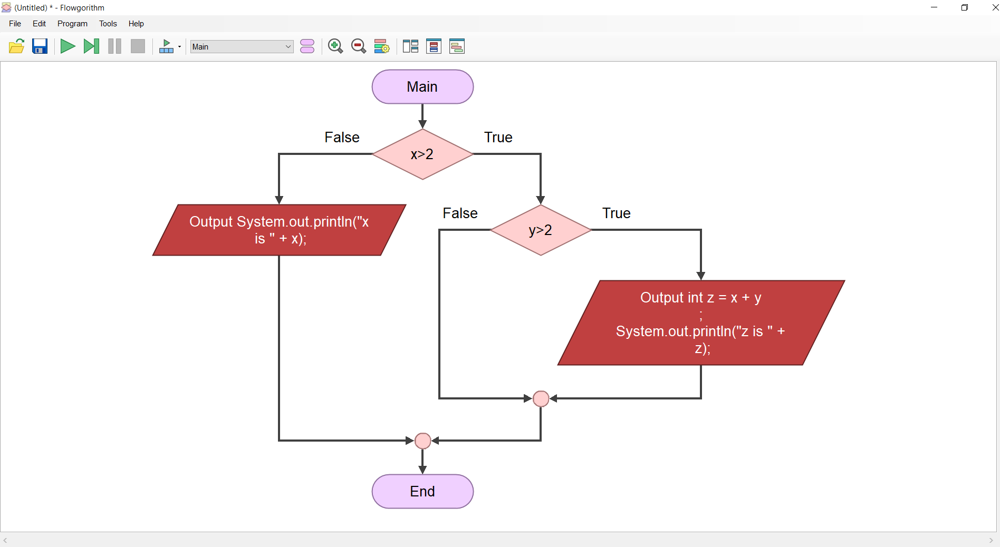 (Untitled) * - Flowgorithm
File Edit Program Tools Help
Main
Main
False True
x>2
Output System.out.println("x
is " + x);
False True
y>2
Output int z = x + y
;
System.out.println("z is " +
z);
End